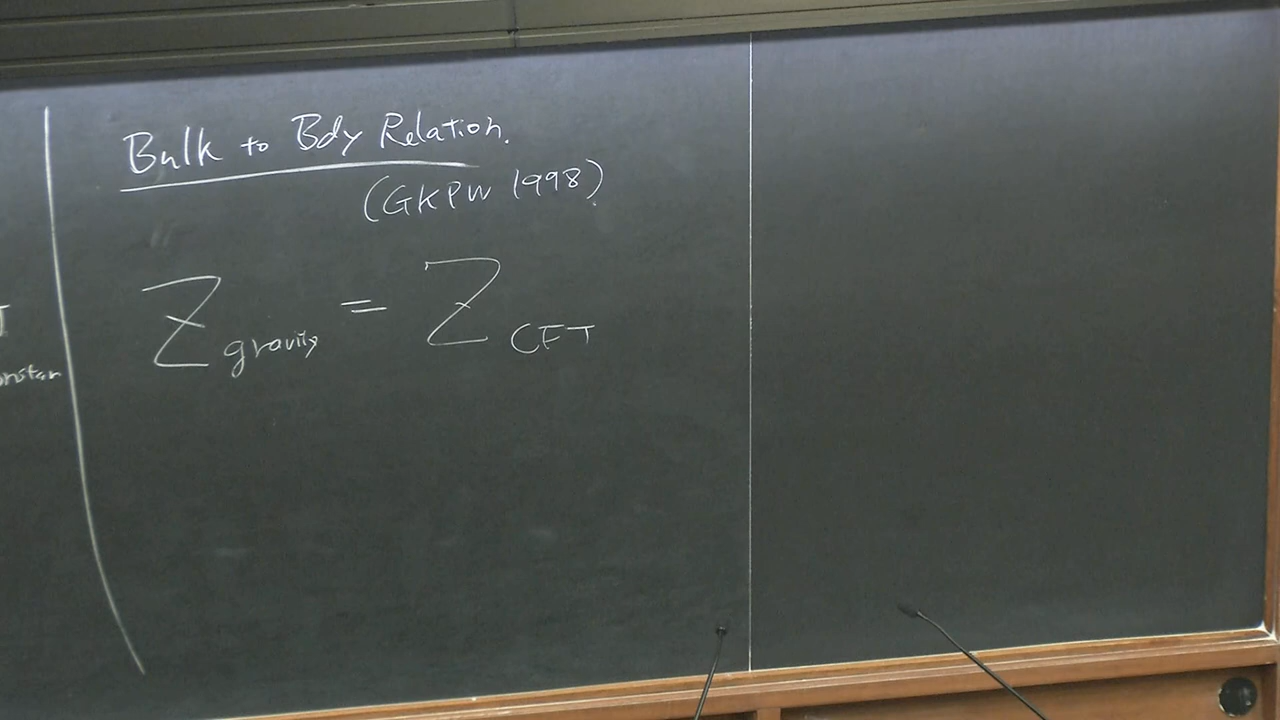 Bulk to Bdy Relation.
(GKPW 1998)
Z gravity = Z CFT